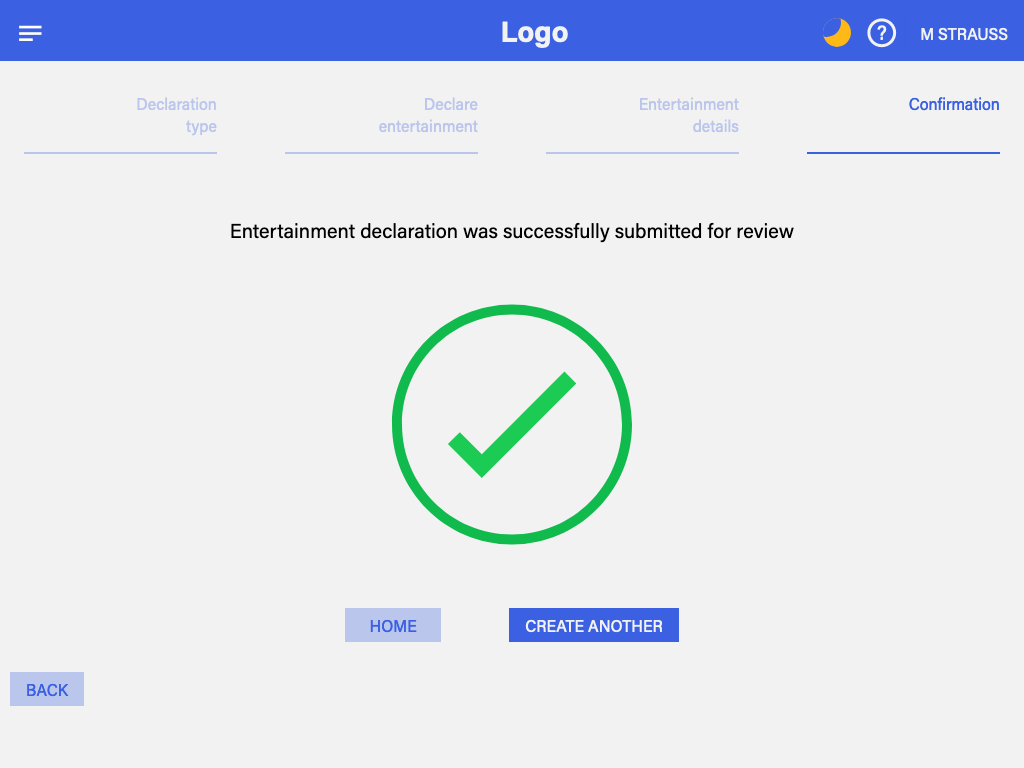 Logo
?
M STRAUSS
Declaration
type
Declare
entertainment
Entertainment
details
Confirmation
Entertainment declaration was successfully submitted for review
HOME
CREATE ANOTHER
BACK